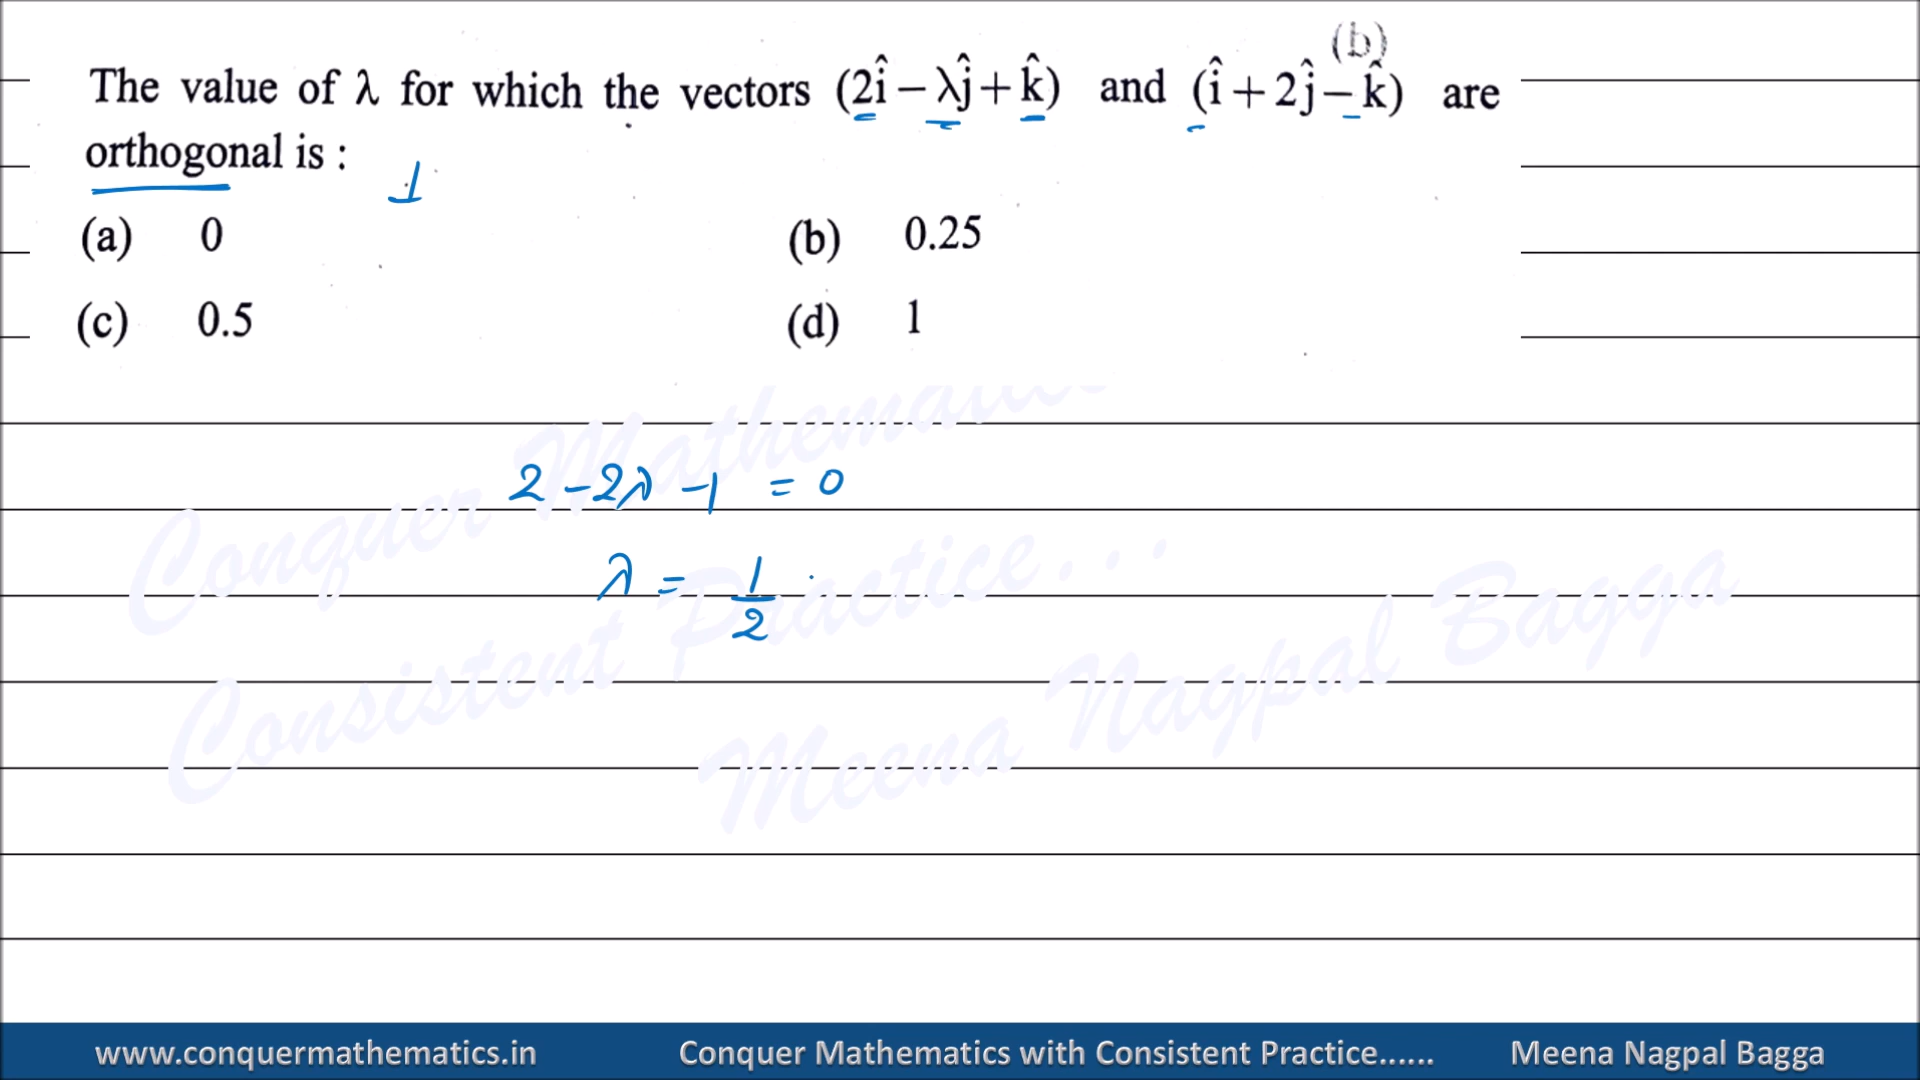 (b)
The value of λ for which the vectors (2î − λĵ + k̂) and (î + 2ĵ − k̂) are
orthogonal is :
⊥
(a) 0 (b) 0.25
(c) 0.5 (d) 1
Conquer Mathematics
2 − 2λ − 1 = 0
λ = 1/2
Consistent Practice...
Meena Nagpal Bagga
www.conquermathematics.in Conquer Mathematics with Consistent Practice...... Meena Nagpal Bagga